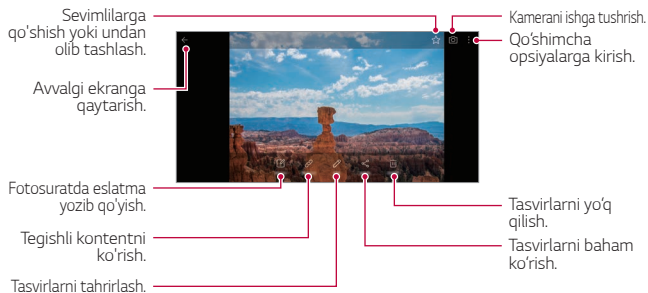 Sevimlilarga
qo'shish yoki undan
olib tashlash.
Kamerani ishga tushrish.
Qo'shimcha
opsiyalarga kirish.
Avvalgi ekranga
qaytarish.
Fotosuratda eslatma
yozib qo'yish.
Tegishli kontentni
ko'rish.
Tasvirlarni tahrirlash.
Tasvirlarni yo'q
qilish.
Tasvirlarni baham
ko'rish.